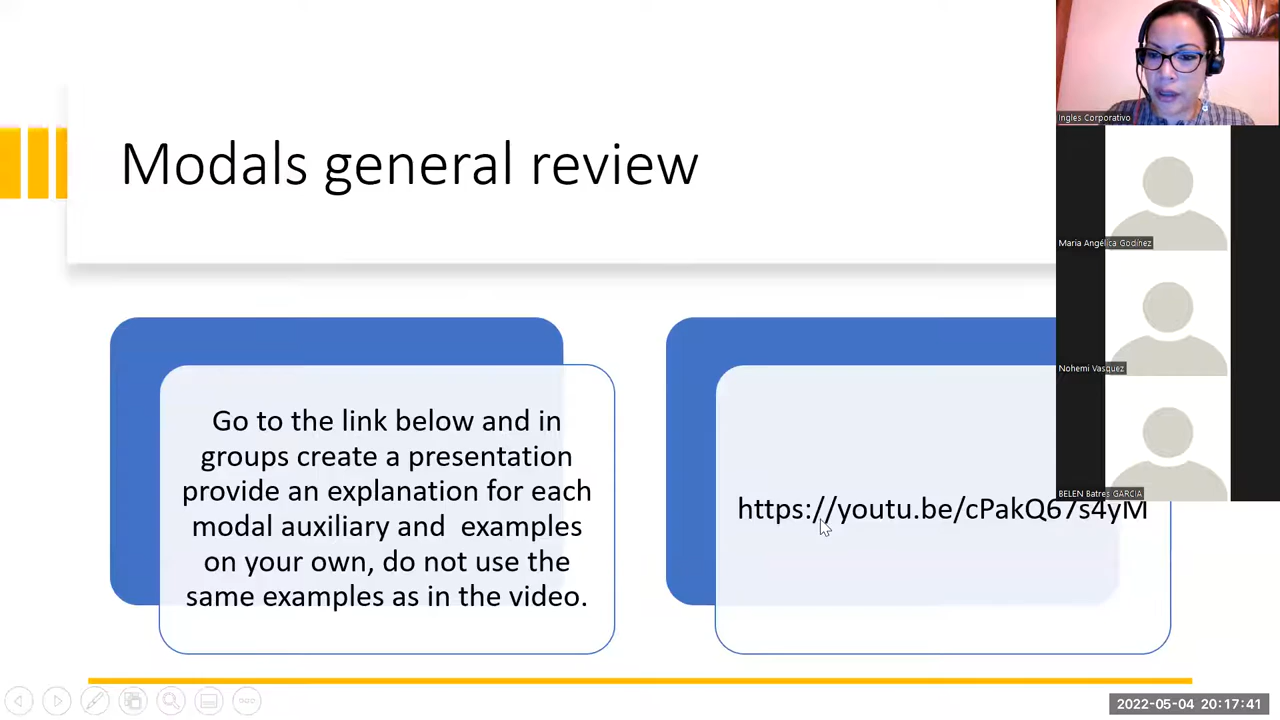 Modals general review
Go to the link below and in
groups create a presentation
provide an explanation for each
modal auxiliary and  examples
on your own, do not use the
same examples as in the video.
https://youtu.be/cPakQ67s4yM
Ingles Corporativo
Maria Angélica Godínez
Nohemi Vasquez
BELEN Batres GARCIA
2022-05-04 20:17:41